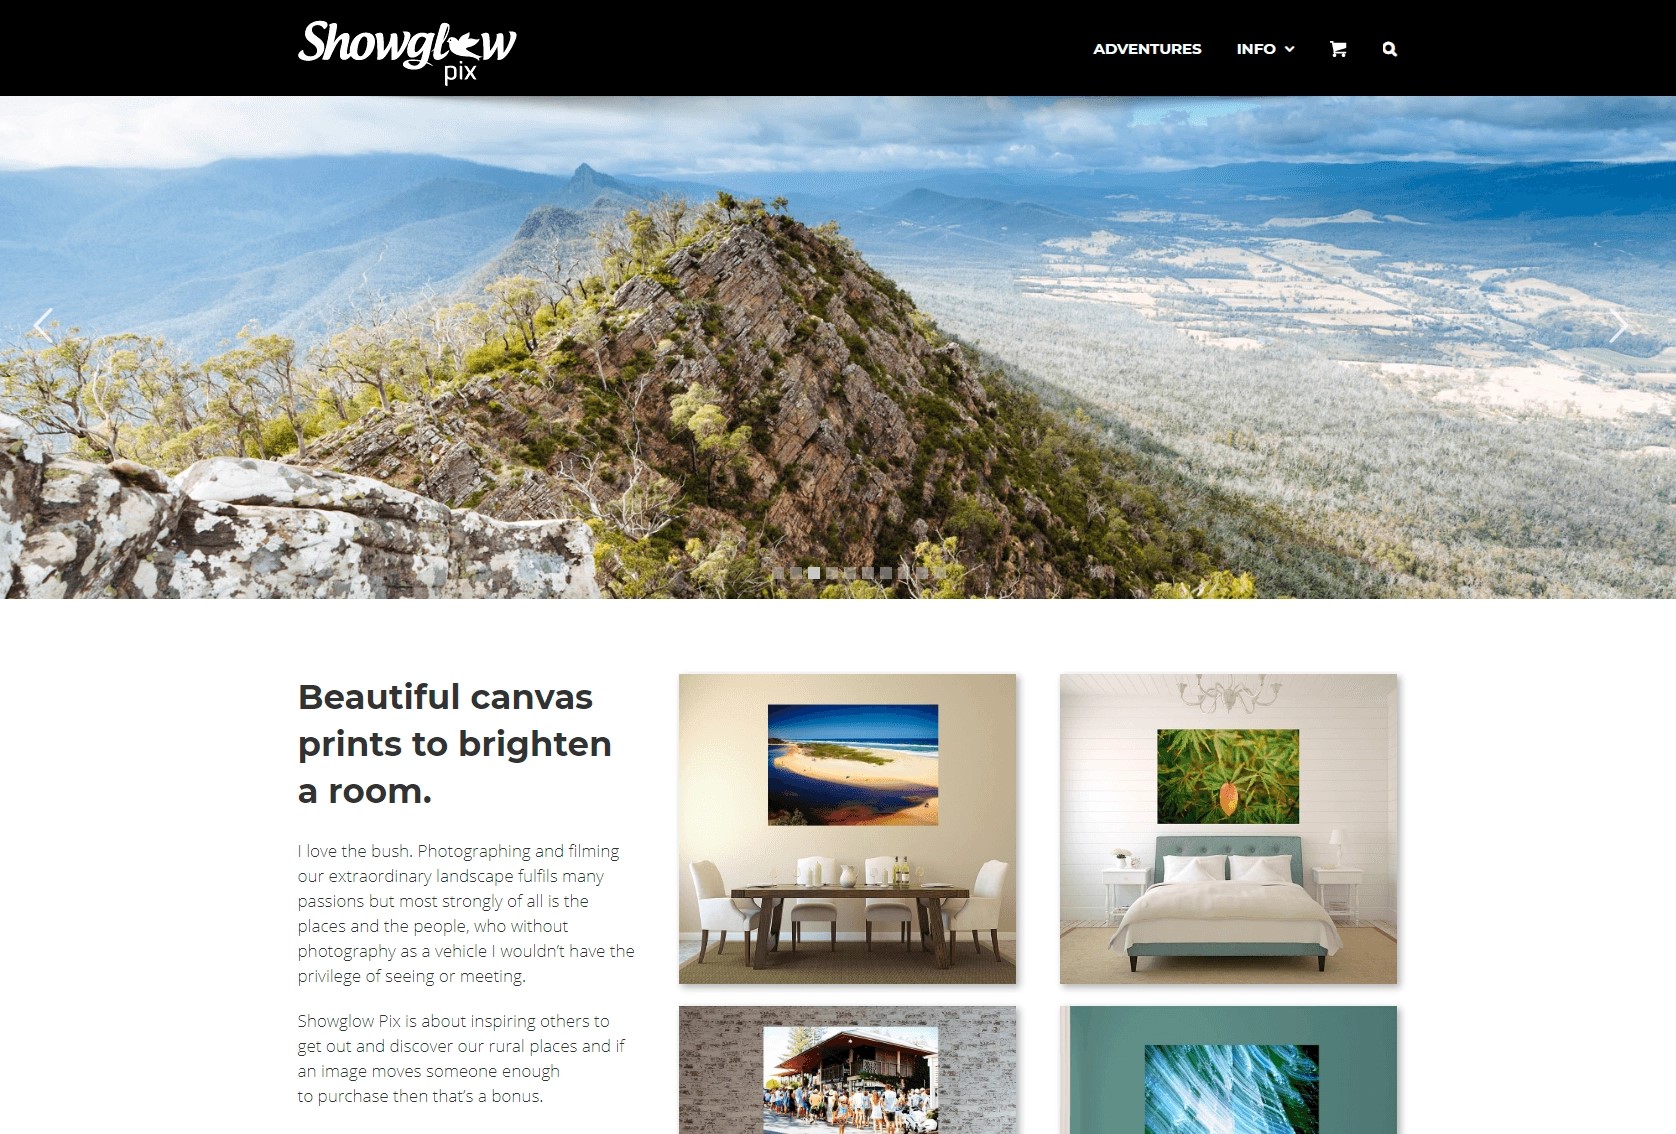 Showglow
pix
ADVENTURES INFO
Beautiful canvas
prints to brighten
a room.
I love the bush. Photographing and filming
our extraordinary landscape fulfils many
passions but most strongly of all is the
places and the people, who without
photography as a vehicle I wouldn’t have the
privilege of seeing or meeting.
Showglow Pix is about inspiring others to
get out and discover our rural places and if
an image moves someone enough
to purchase then that’s a bonus.